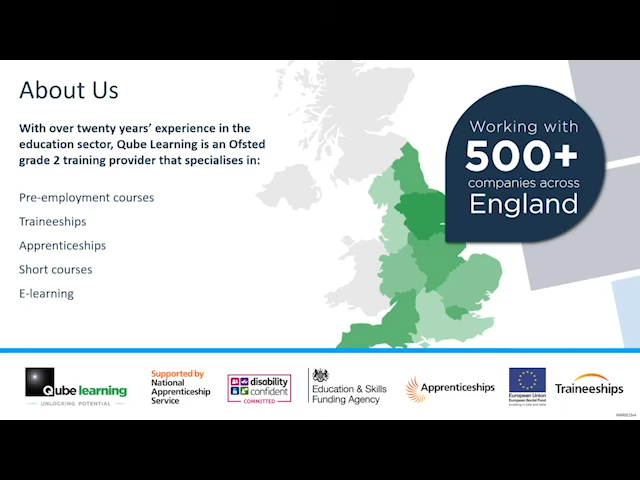 About Us
With over twenty years' experience in the
education sector, Qube Learning is an Ofsted
grade 2 training provider that specialises in:
Pre-employment courses
Traineeships
Apprenticeships
Short courses
E-learning
Working with
500+
companies across
England
Qube learning
UNLOCKING POTENTIAL
Supported by
National
Apprenticeship
Service
disability
confident
COMMITTED
Education & Skills
Funding Agency
Apprenticeships
European Union
European Social Fund
Traineeships